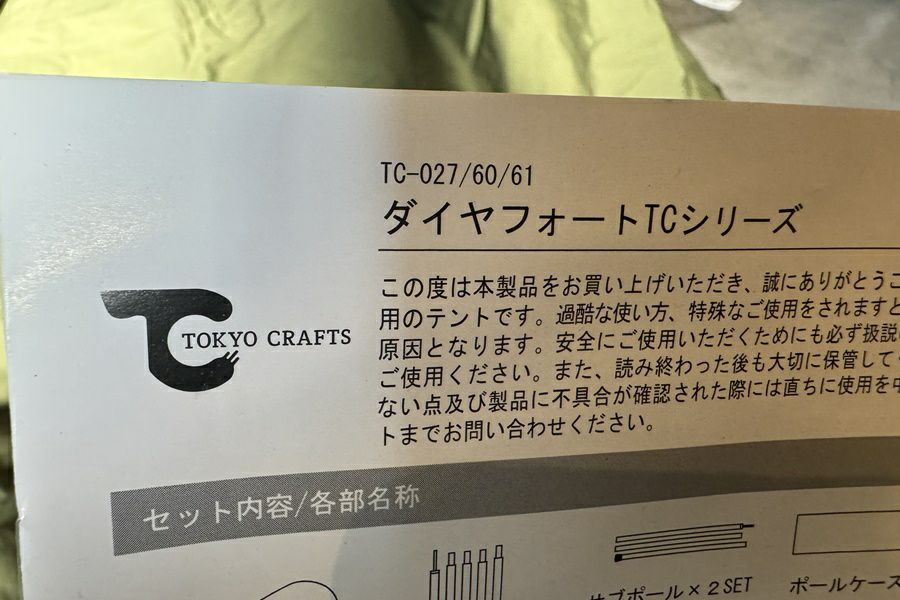 TC-027/60/61
ダイヤフォートTCシリーズ
TOKYO CRAFTS
この度は本製品をお買い上げいただき、誠にありがとうご
用のテントです。過酷な使い方、特殊なご使用をされますと
原因となります。安全にご使用いただくためにも必ず扱説
ご使用ください。また、読み終わった後も大切に保管して
ない点及び製品に不具合が確認された際には直ちに使用を中
トまでお問い合わせください。
セット内容/各部名称
サブポール×2SET
ポールケース